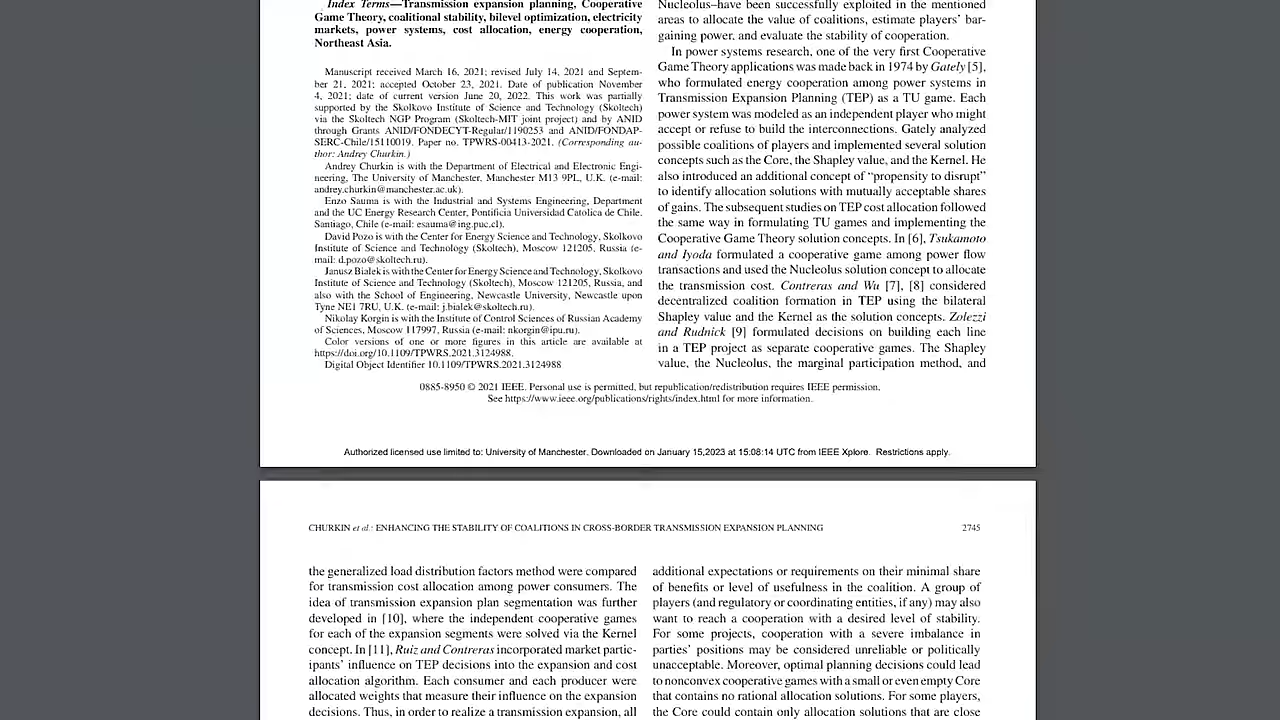 Index Terms—Transmission expansion planning, Cooperative
Game Theory, coalitional stability, bilevel optimization, electricity
markets, power systems, cost allocation, energy cooperation,
Northeast Asia.
Manuscript received March 16, 2021; revised July 14, 2021 and Septem-
ber 21, 2021; accepted October 23, 2021. Date of publication November
4, 2021; date of current version June 20, 2022. This work was partially
supported by the Skolkovo Institute of Science and Technology (Skoltech)
via the Skoltech NGP Program (Skoltech-MIT joint project) and by ANID
through Grants ANID/FONDECYT-Regular/1190253 and ANID/FONDAP-
SERC-Chile/15110019. Paper no. TPWRS-00413-2021. (Corresponding au-
thor: Andrey Churkin.)
Andrey Churkin is with the Department of Electrical and Electronic Engi-
neering, The University of Manchester, Manchester M13 9PL, U.K. (e-mail:
andrey.churkin@manchester.ac.uk).
Enzo Sauma is with the Industrial and Systems Engineering, Department
and the UC Energy Research Center, Pontificia Universidad Catolica de Chile,
Santiago, Chile (e-mail: esauma@ing.puc.cl).
David Pozo is with the Center for Energy Science and Technology, Skolkovo
Institute of Science and Technology (Skoltech), Moscow 121205, Russia (e-
mail: d.pozo@skoltech.ru).
Janusz Bialek is with the Center for Energy Science and Technology, Skolkovo
Institute of Science and Technology (Skoltech), Moscow 121205, Russia, and
also with the School of Engineering, Newcastle University, Newcastle upon
Tyne NE1 7RU, U.K. (e-mail: j.bialek@skoltech.ru).
Nikolay Korgin is with the Institute of Control Sciences of Russian Academy
of Sciences, Moscow 117997, Russia (e-mail: nkorgin@ipu.ru).
Color versions of one or more figures in this article are available at
https://doi.org/10.1109/TPWRS.2021.3124988.
Digital Object Identifier 10.1109/TPWRS.2021.3124988
Nucleolus–have been successfully exploited in the mentioned
areas to allocate the value of coalitions, estimate players' bar-
gaining power, and evaluate the stability of cooperation.
In power systems research, one of the very first Cooperative
Game Theory applications was made back in 1974 by Gately [5],
who formulated energy cooperation among power systems in
Transmission Expansion Planning (TEP) as a TU game. Each
power system was modeled as an independent player who might
accept or refuse to build the interconnections. Gately analyzed
possible coalitions of players and implemented several solution
concepts such as the Core, the Shapley value, and the Kernel. He
also introduced an additional concept of “propensity to disrupt”
to identify allocation solutions with mutually acceptable shares
of gains. The subsequent studies on TEP cost allocation followed
the same way in formulating TU games and implementing the
Cooperative Game Theory solution concepts. In [6], Tsukamoto
and Iyoda formulated a cooperative game among power flow
transactions and used the Nucleolus solution concept to allocate
the transmission cost. Contreras and Wu [7], [8] considered
decentralized coalition formation in TEP using the bilateral
Shapley value and the Kernel as the solution concepts. Zolezzi
and Rudnick [9] formulated decisions on building each line
in a TEP project as separate cooperative games. The Shapley
value, the Nucleolus, the marginal participation method, and
0885-8950 © 2021 IEEE. Personal use is permitted, but republication/redistribution requires IEEE permission.
See https://www.ieee.org/publications/rights/index.html for more information.
Authorized licensed use limited to: University of Manchester. Downloaded on January 15,2023 at 15:08:14 UTC from IEEE Xplore. Restrictions apply.
CHURKIN et al.: ENHANCING THE STABILITY OF COALITIONS IN CROSS-BORDER TRANSMISSION EXPANSION PLANNING 2745
the generalized load distribution factors method were compared
for transmission cost allocation among power consumers. The
idea of transmission expansion plan segmentation was further
developed in [10], where the independent cooperative games
for each of the expansion segments were solved via the Kernel
concept. In [11], Ruiz and Contreras incorporated market partic-
ipants' influence on TEP decisions into the expansion and cost
allocation algorithm. Each consumer and each producer were
allocated weights that measure their influence on the expansion
decisions. Thus, in order to realize a transmission expansion, all
additional expectations or requirements on their minimal share
of benefits or level of usefulness in the coalition. A group of
players (and regulatory or coordinating entities, if any) may also
want to reach a cooperation with a desired level of stability.
For some projects, cooperation with a severe imbalance in
parties' positions may be considered unreliable or politically
unacceptable. Moreover, optimal planning decisions could lead
to nonconvex cooperative games with a small or even empty Core
that contains no rational allocation solutions. For some players,
the Core could contain only allocation solutions that are close